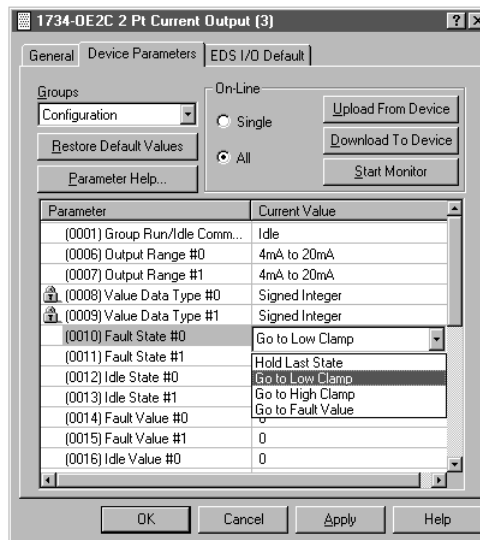 1734-OE2C 2 Pt Current Output (3)
General Device Parameters EDS I/O Default
Groups
Configuration
Restore Default Values
Parameter Help...
On-Line
Single
All
Upload From Device
Download To Device
Start Monitor
Parameter Current Value
(0001) Group Run/Idle Comm... Idle
(0006) Output Range #0 4mA to 20mA
(0007) Output Range #1 4mA to 20mA
(0008) Value Data Type #0 Signed Integer
(0009) Value Data Type #1 Signed Integer
(0010) Fault State #0 Go to Low Clamp
(0011) Fault State #1 Hold Last State
(0012) Idle State #0 Go to Low Clamp
(0013) Idle State #1 Go to High Clamp
(0014) Fault Value #0 Go to Fault Value
(0015) Fault Value #1 0
(0016) Idle Value #0 0
OK Cancel Apply Help